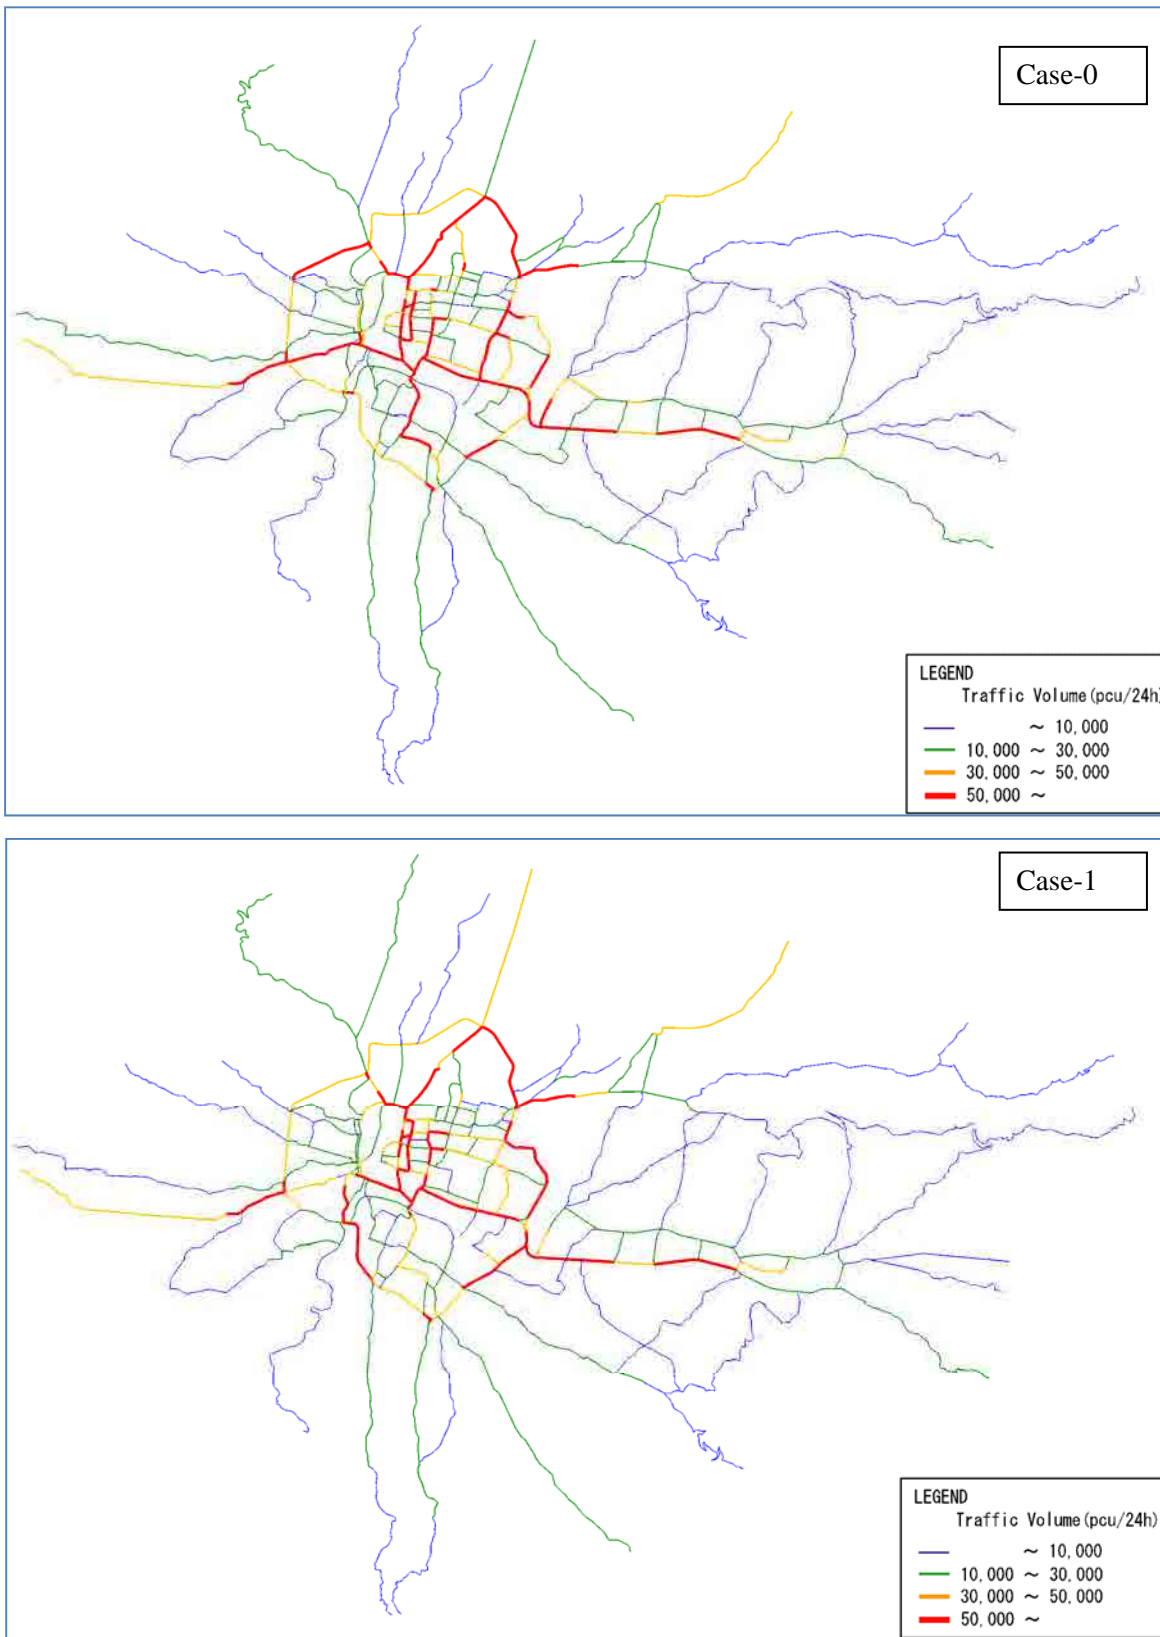 Case-0
LEGEND
Traffic Volume(pcu/24h)
～ 10,000
10,000 ～ 30,000
30,000 ～ 50,000
50,000 ～
Case-1
LEGEND
Traffic Volume(pcu/24h)
～ 10,000
10,000 ～ 30,000
30,000 ～ 50,000
50,000 ～